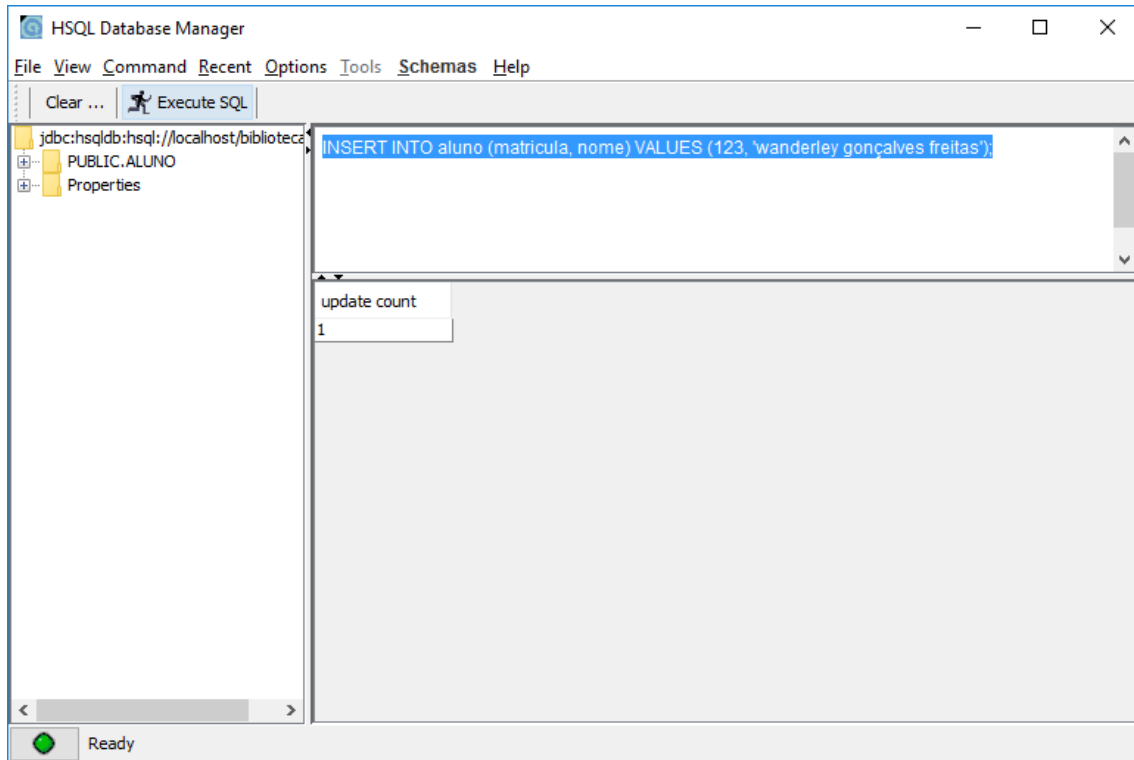 HSQL Database Manager
File View Command Recent Options Tools Schemas Help
Clear ... Execute SQL
jdbc:hsqldb:hsql://localhost/biblioteca
PUBLIC.ALUNO
Properties
INSERT INTO aluno (matricula, nome) VALUES (123, 'wanderley gonçalves freitas');
update count
1
Ready